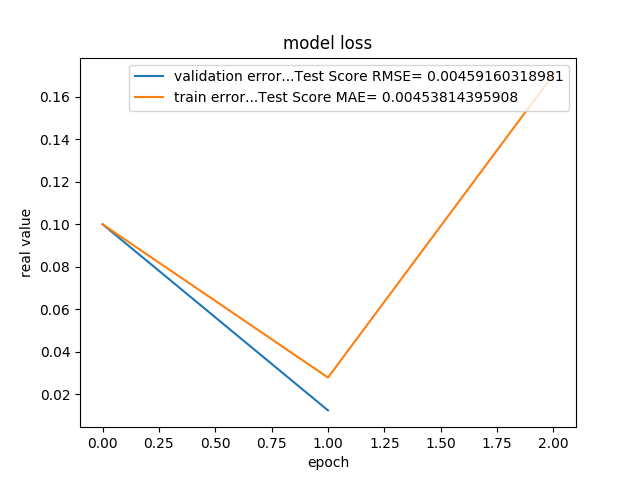 model loss
validation error...Test Score RMSE= 0.00459160318981
train error...Test Score MAE= 0.00453814395908
0.16
0.14
0.12
0.10
0.08
0.06
0.04
0.02
real value
0.00 0.25 0.50 0.75 1.00 1.25 1.50 1.75 2.00
epoch